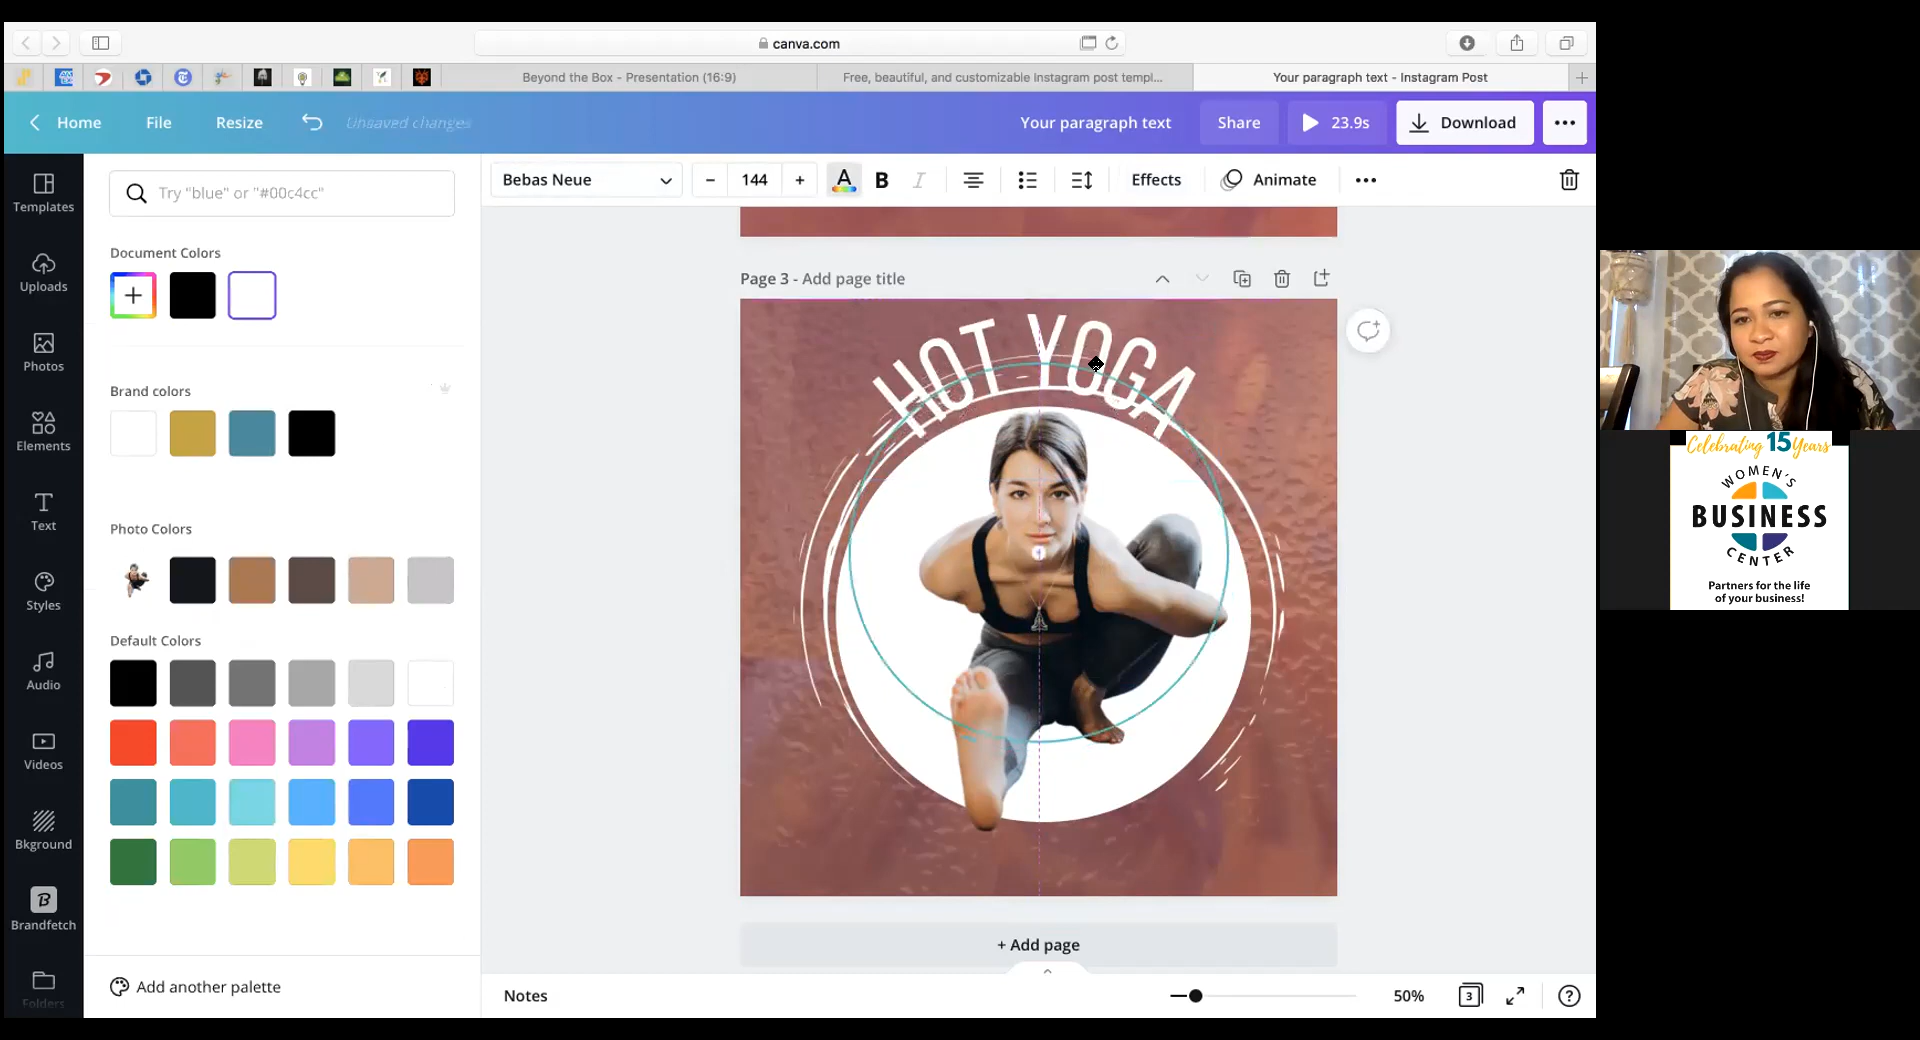 canva.com
Beyond the Box - Presentation (16:9)
Free, beautiful, and customizable Instagram post templ...
Your paragraph text - Instagram Post
Home
File
Resize
Unsaved changes
Your paragraph text
Share
23.9s
Download
Templates
Uploads
Photos
Elements
Text
Styles
Audio
Videos
Bkground
Brandfetch
Folders
Try "blue" or "#00c4cc"
Document Colors
Brand colors
Photo Colors
Default Colors
Add another palette
Bebas Neue
144
A
B
I
Effects
Animate
Page 3 - Add page title
HOT YOGA
+ Add page
Notes
50%
3
Celebrating 15 Years
WOMEN'S
BUSINESS
CENTER
Partners for the life
of your business!